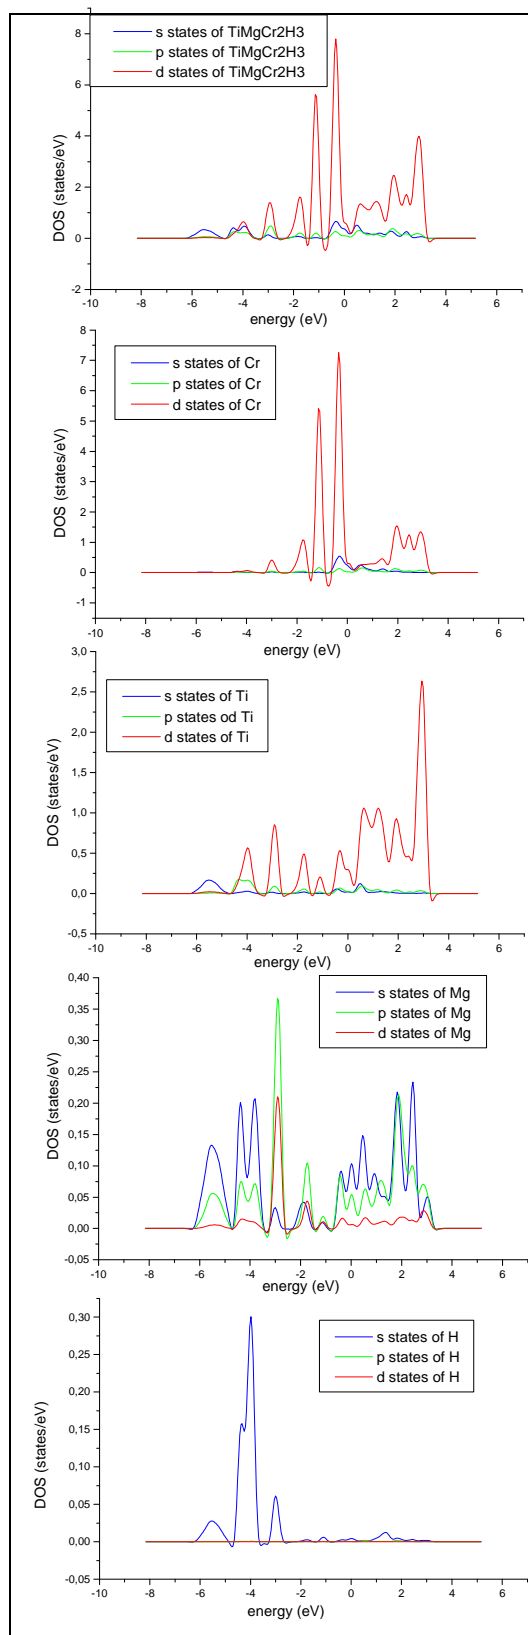 s states of TiMgCr2H3
p states of TiMgCr2H3
d states of TiMgCr2H3
8
6
4
2
0
-2
DOS (states/eV)
-10 -8 -6 -4 -2 0 2 4 6
energy (eV)
s states of Cr
p states of Cr
d states of Cr
8
7
6
5
4
3
2
1
0
-1
DOS (states/eV)
-10 -8 -6 -4 -2 0 2 4 6
energy (eV)
s states of Ti
p states od Ti
d states of Ti
3,0
2,5
2,0
1,5
1,0
0,5
0,0
-0,5
DOS (states/eV)
-10 -8 -6 -4 -2 0 2 4 6
energy (eV)
s states of Mg
p states of Mg
d states of Mg
0,40
0,35
0,30
0,25
0,20
0,15
0,10
0,05
0,00
-0,05
DOS (states/eV)
-10 -8 -6 -4 -2 0 2 4 6
energy (eV)
s states of H
p states of H
d states of H
0,30
0,25
0,20
0,15
0,10
0,05
0,00
-0,05
DOS (states/eV)
-10 -8 -6 -4 -2 0 2 4 6
energy (eV)